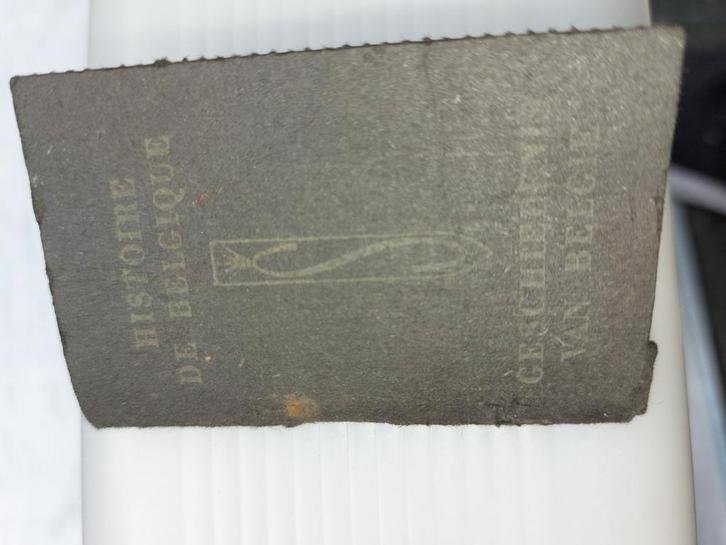 HISTOIRE
DE BELGIQUE
GESCHIEDENIS
VAN BELGIE